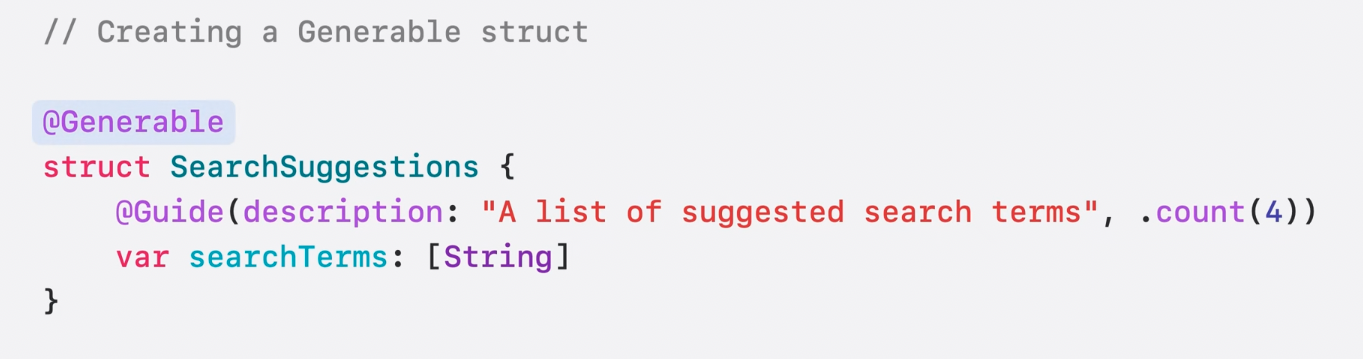 // Creating a Generable struct
@Generable
struct SearchSuggestions {
    @Guide(description: "A list of suggested search terms", .count(4))
    var searchTerms: [String]
}